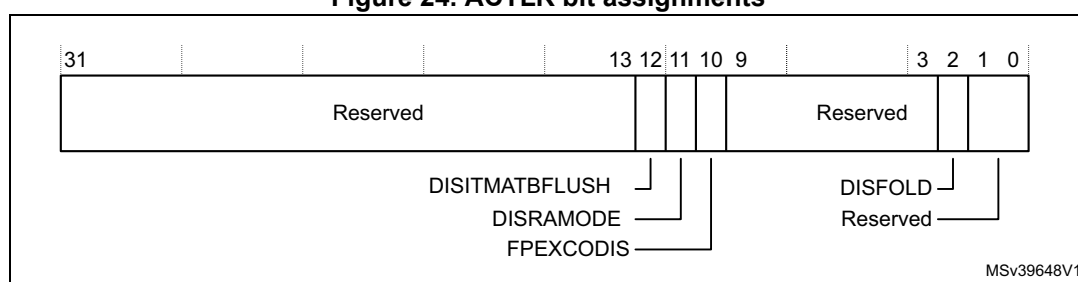 Figure 24. ACTLR bit assignments
31 13 12 11 10 9 3 2 1 0
Reserved Reserved
DISITMATBFLUSH DISFOLD
DISRAMODE Reserved
FPEXCODIS
MSv39648V1